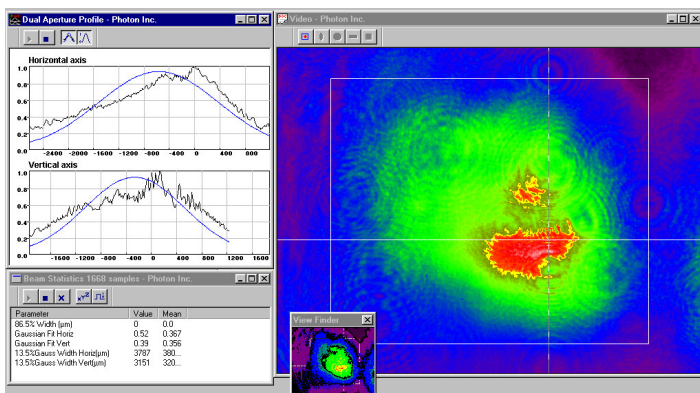 Dual Aperture Profile - Photon Inc.
Video - Photon Inc.
Horizontal axis
1.0
0.8
0.6
0.4
0.2
0.0
-2400 -2000 -1600 -1200 -800 -400 0 400 800
Vertical axis
1.0
0.8
0.6
0.4
0.2
0.0
-2000 -1600 -1200 -800 -400 0 400 800 1200 1600
Beam Statistics 1668 samples - Photon Inc.
Parameter Value Mean
86.5% Width (µm) 0 0.0
Gaussian Fit Horiz 0.52 0.367
Gaussian Fit Vert 0.39 0.356
13.5%Gauss Width Horiz(µm) 3787 380...
13.5%Gauss Width Vert(µm) 3151 320...
View Finder